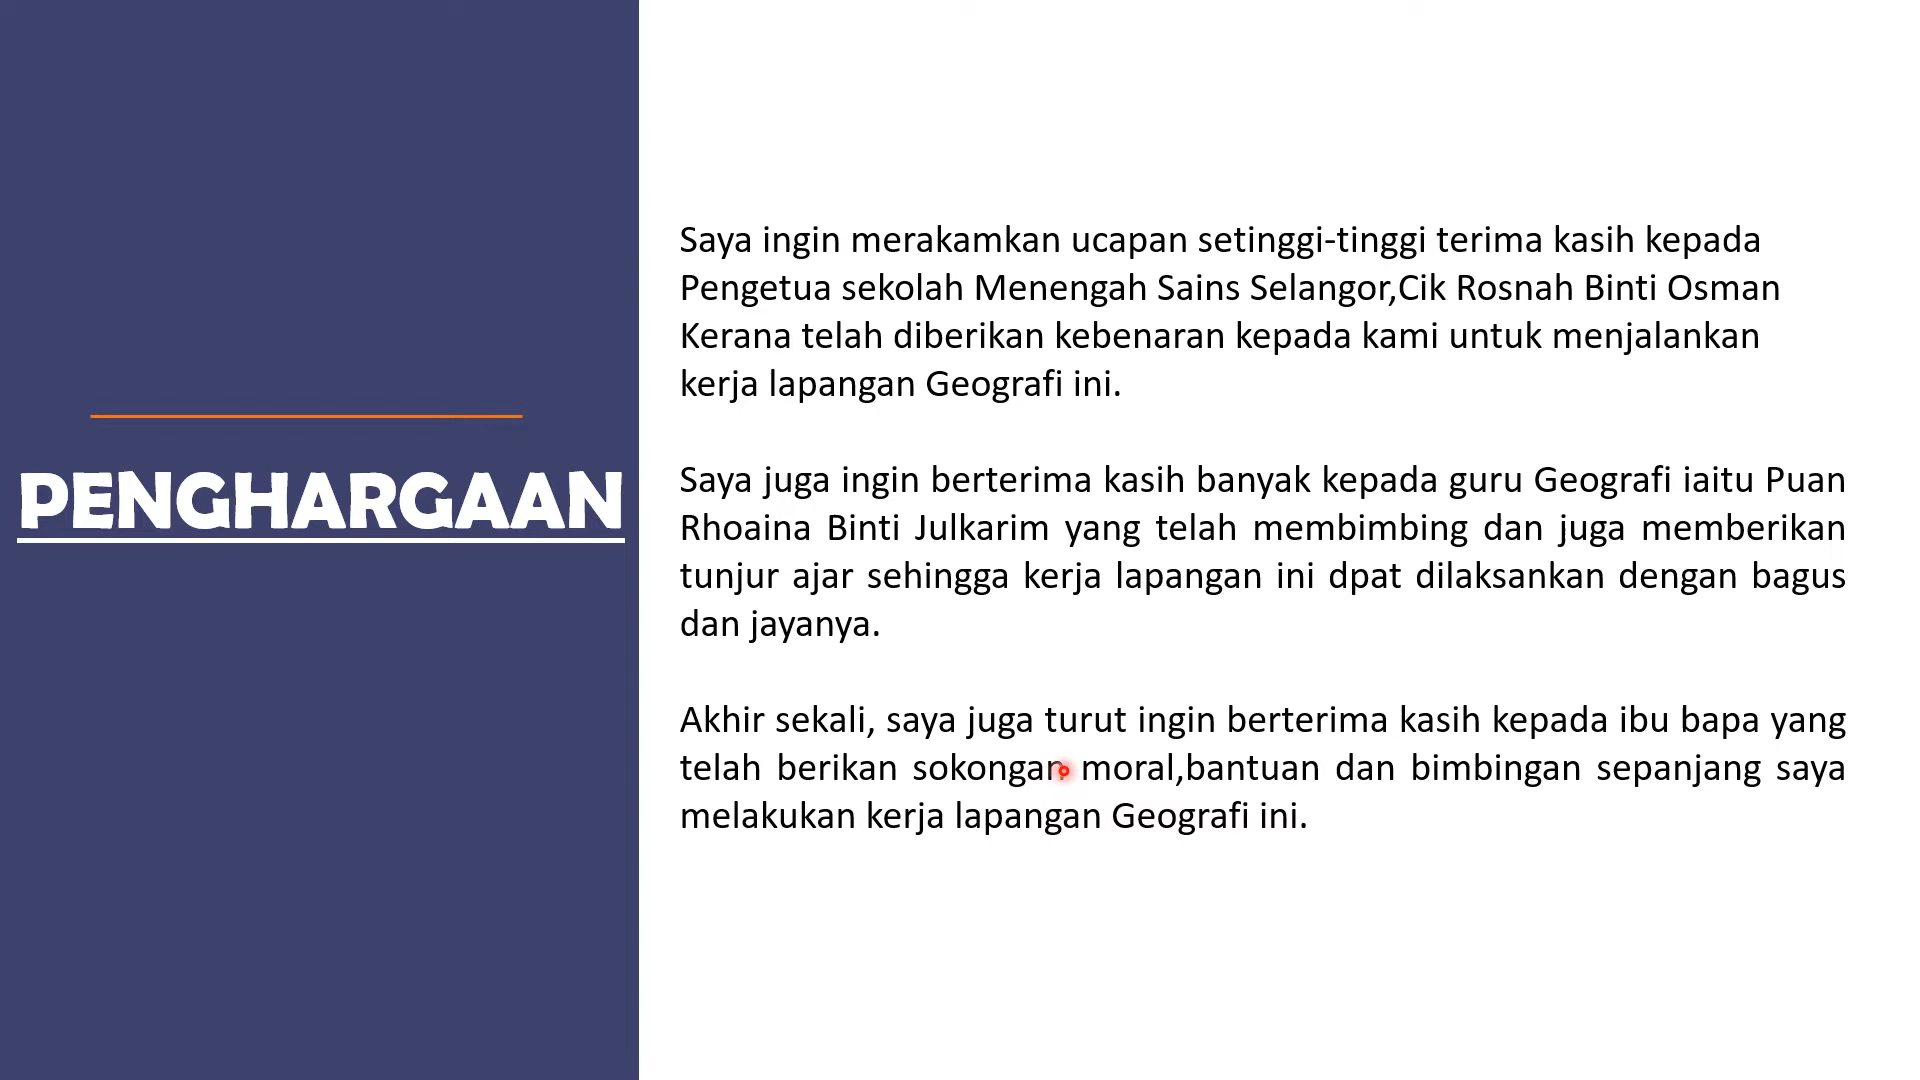 PENGHARGAAN
Saya ingin merakamkan ucapan setinggi-tinggi terima kasih kepada
Pengetua sekolah Menengah Sains Selangor,Cik Rosnah Binti Osman
Kerana telah diberikan kebenaran kepada kami untuk menjalankan
kerja lapangan Geografi ini.
Saya juga ingin berterima kasih banyak kepada guru Geografi iaitu Puan
Rhoaina Binti Julkarim yang telah membimbing dan juga memberikan
tunjur ajar sehingga kerja lapangan ini dpat dilaksankan dengan bagus
dan jayanya.
Akhir sekali, saya juga turut ingin berterima kasih kepada ibu bapa yang
telah berikan sokongan moral,bantuan dan bimbingan sepanjang saya
melakukan kerja lapangan Geografi ini.